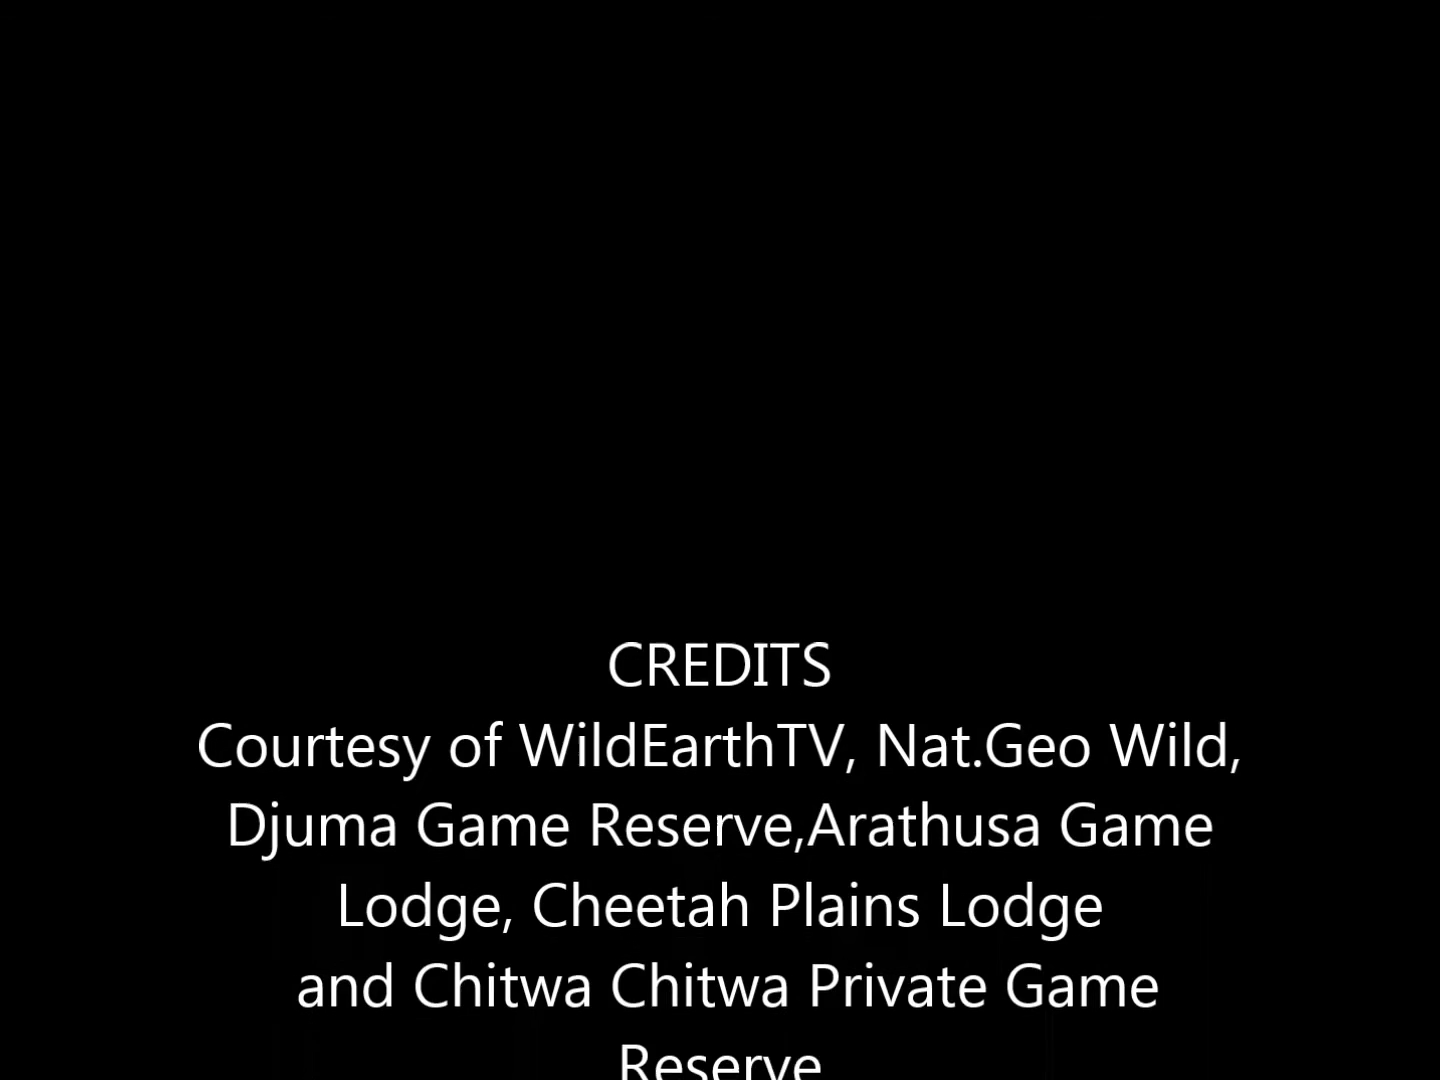 CREDITS
Courtesy of WildEarthTV, Nat.Geo Wild,
Djuma Game Reserve,Arathusa Game
Lodge, Cheetah Plains Lodge
and Chitwa Chitwa Private Game
Reserve